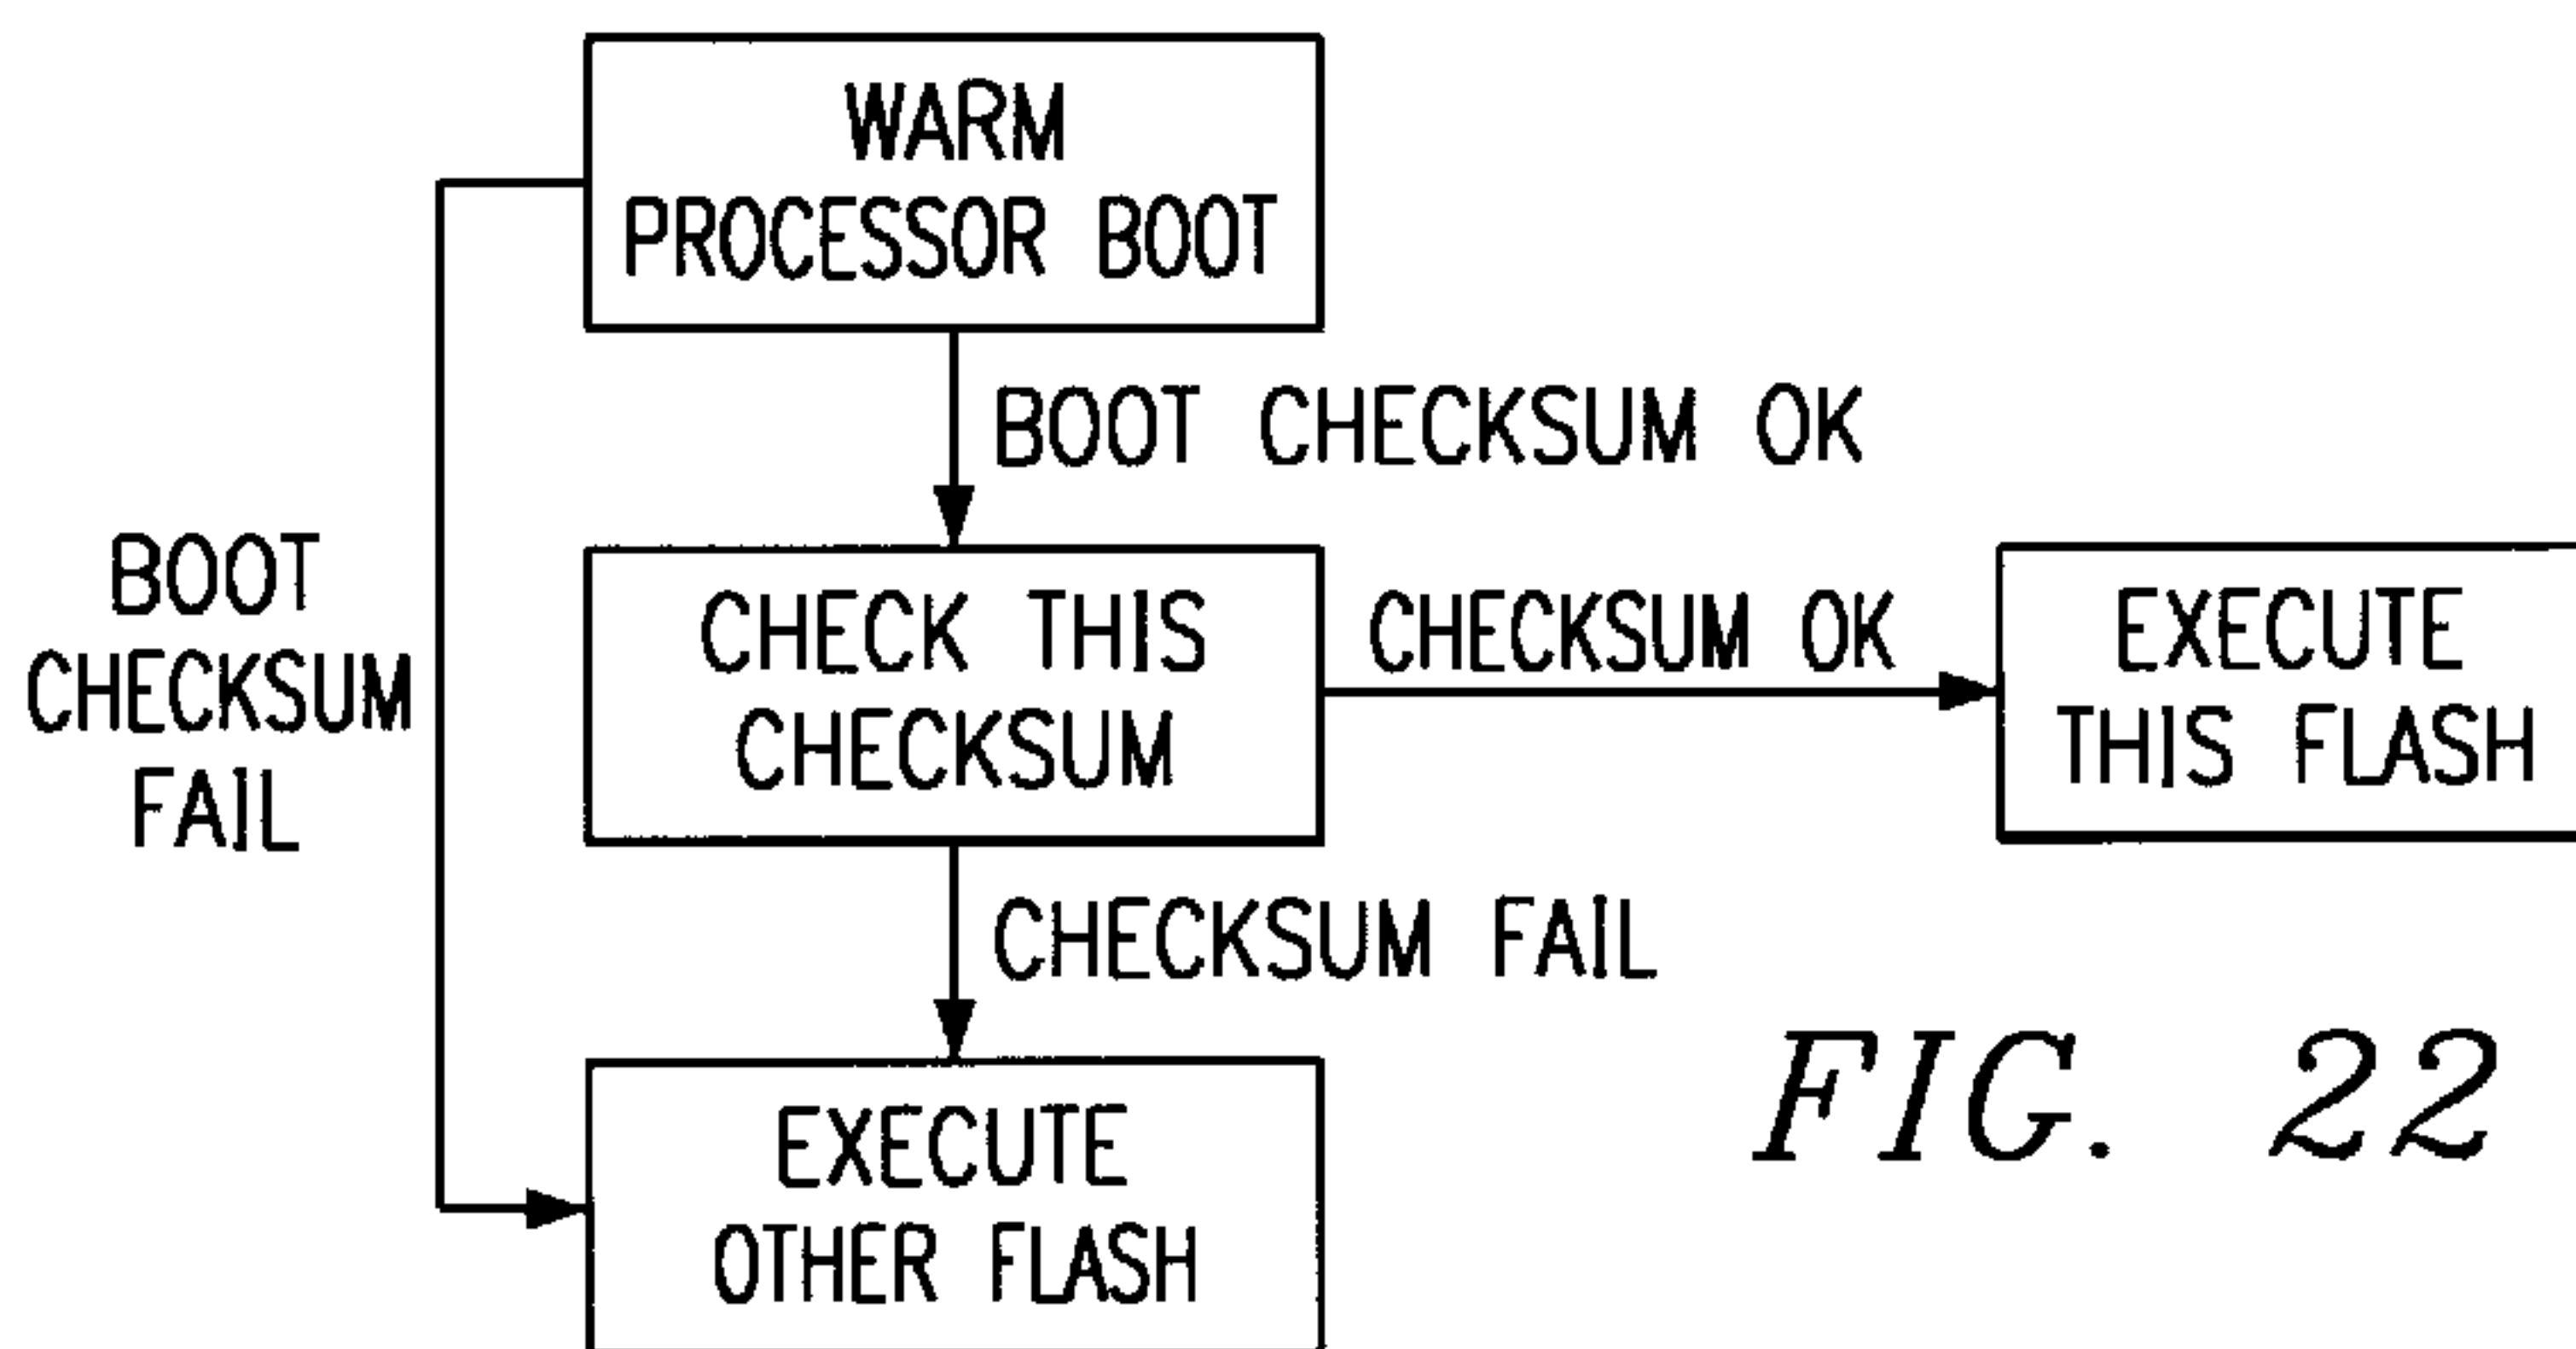 WARM
PROCESSOR BOOT
BOOT CHECKSUM OK
BOOT
CHECKSUM
FAIL
CHECK THIS
CHECKSUM
CHECKSUM OK
EXECUTE
THIS FLASH
CHECKSUM FAIL
EXECUTE
OTHER FLASH
FIG. 22